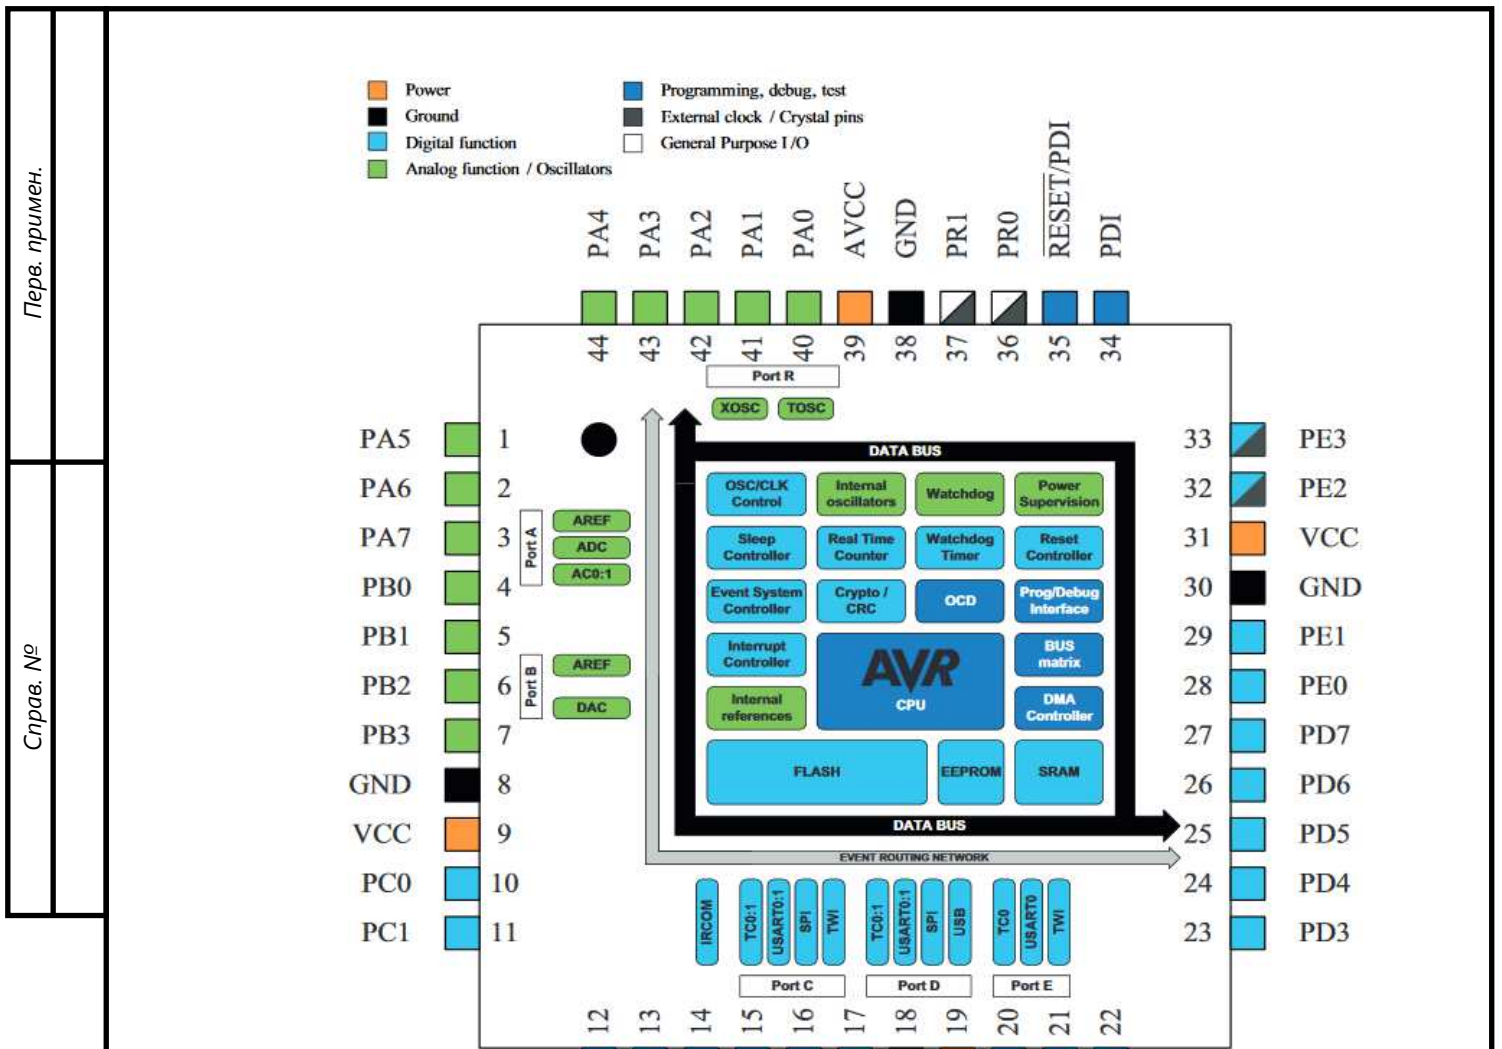 Перв. примен.
Справ. №
Power
Ground
Digital function
Analog function / Oscillators
Programming, debug, test
External clock / Crystal pins
General Purpose I /O
PA4
PA3
PA2
PA1
PA0
AVCC
GND
PR1
PR0
RESET/PDI
PDI
44
43
42
41
40
39
38
37
36
35
34
Port R
XOSC
TOSC
PA5 1
PA6 2
PA7 3
PB0 4
PB1 5
PB2 6
PB3 7
GND 8
VCC 9
PC0 10
PC1 11
Port A
AREF
ADC
AC0:1
Port B
AREF
DAC
DATA BUS
OSC/CLK
Control
Internal
oscillators
Watchdog
Power
Supervision
Sleep
Controller
Real Time
Counter
Watchdog
Timer
Reset
Controller
Event System
Controller
Crypto /
CRC
OCD
Prog/Debug
Interface
Interrupt
Controller
AVR
CPU
BUS
matrix
Internal
references
DMA
Controller
FLASH
EEPROM
SRAM
DATA BUS
EVENT ROUTING NETWORK
33 PE3
32 PE2
31 VCC
30 GND
29 PE1
28 PE0
27 PD7
26 PD6
25 PD5
24 PD4
23 PD3
IRCOM
TC0:1
USART0:1
SPI
TWI
TC0:1
USART0:1
SPI
USB
TC0
USART0
TWI
Port C
Port D
Port E
12
13
14
15
16
17
18
19
20
21
22